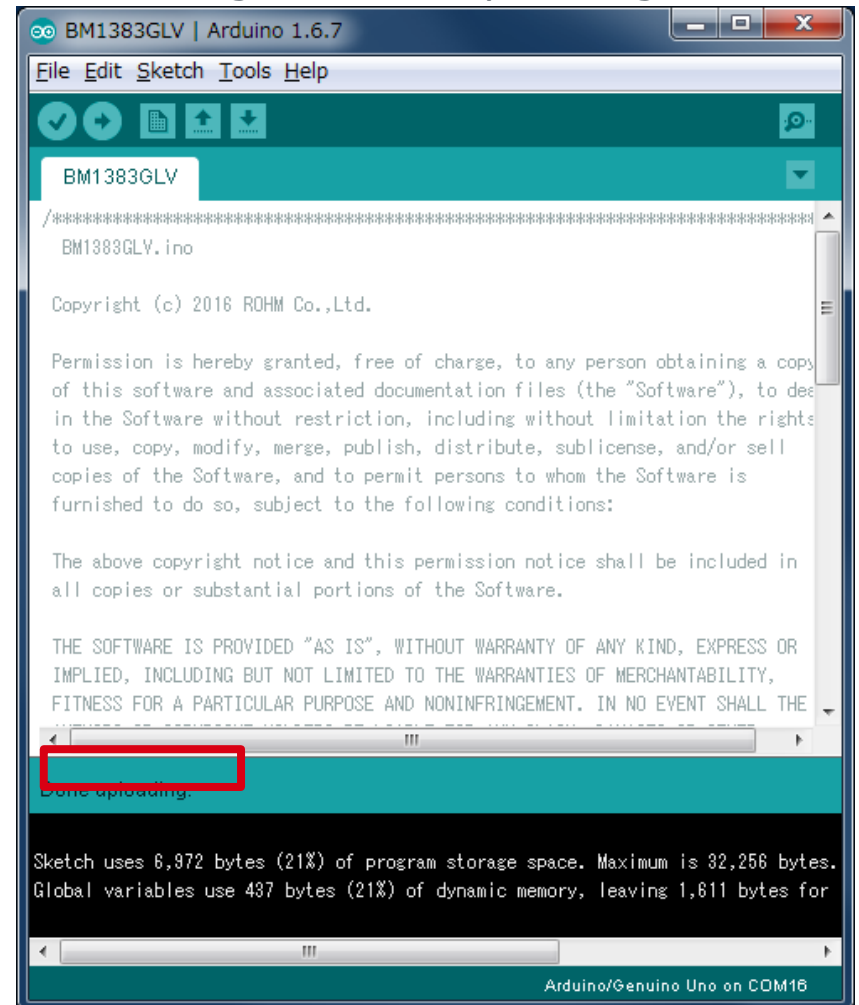 BM1383GLV | Arduino 1.6.7
File Edit Sketch Tools Help
BM1383GLV
/****************************************************************************
BM1383GLV.ino
Copyright (c) 2016 ROHM Co.,Ltd.
Permission is hereby granted, free of charge, to any person obtaining a copy
of this software and associated documentation files (the "Software"), to dea
in the Software without restriction, including without limitation the rights
to use, copy, modify, merge, publish, distribute, sublicense, and/or sell
copies of the Software, and to permit persons to whom the Software is
furnished to do so, subject to the following conditions:
The above copyright notice and this permission notice shall be included in
all copies or substantial portions of the Software.
THE SOFTWARE IS PROVIDED "AS IS", WITHOUT WARRANTY OF ANY KIND, EXPRESS OR
IMPLIED, INCLUDING BUT NOT LIMITED TO THE WARRANTIES OF MERCHANTABILITY,
FITNESS FOR A PARTICULAR PURPOSE AND NONINFRINGEMENT. IN NO EVENT SHALL THE
Done uploading.
Sketch uses 6,972 bytes (21%) of program storage space. Maximum is 32,256 bytes.
Global variables use 437 bytes (21%) of dynamic memory, leaving 1,611 bytes for
Arduino/Genuino Uno on COM16